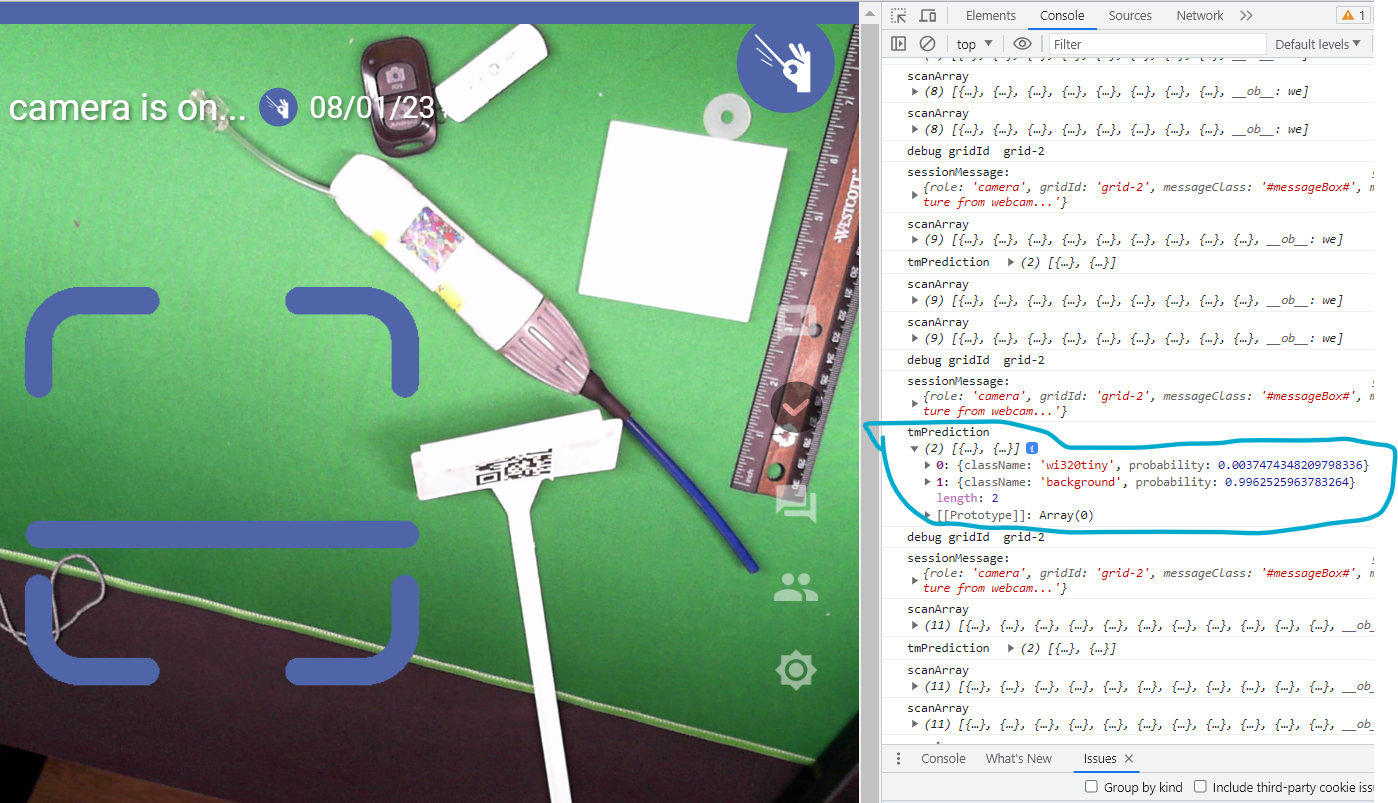 camera is on... 08/01/23
iOS
Android
WESTCOTT
inch
Elements Console Sources Network 1
top Filter Default levels
scanArray
(8) [{…}, {…}, {…}, {…}, {…}, {…}, {…}, {…}, __ob__: we]
scanArray
(8) [{…}, {…}, {…}, {…}, {…}, {…}, {…}, {…}, __ob__: we]
debug gridId grid-2
sessionMessage:
{role: 'camera', gridId: 'grid-2', messageClass: '#messageBox#', m
ture from webcam...'}
scanArray
(9) [{…}, {…}, {…}, {…}, {…}, {…}, {…}, {…}, {…}, __ob__: we]
tmPrediction (2) [{…}, {…}]
scanArray
(9) [{…}, {…}, {…}, {…}, {…}, {…}, {…}, {…}, {…}, __ob__: we]
scanArray
(9) [{…}, {…}, {…}, {…}, {…}, {…}, {…}, {…}, {…}, __ob__: we]
debug gridId grid-2
sessionMessage:
{role: 'camera', gridId: 'grid-2', messageClass: '#messageBox#', m
ture from webcam...'}
tmPrediction
(2) [{…}, {…}] i
0: {className: 'wi320tiny', probability: 0.0037474348209798336}
1: {className: 'background', probability: 0.9962525963783264}
length: 2
[[Prototype]]: Array(0)
debug gridId grid-2
sessionMessage:
{role: 'camera', gridId: 'grid-2', messageClass: '#messageBox#', m
ture from webcam...'}
scanArray
(11) [{…}, {…}, {…}, {…}, {…}, {…}, {…}, {…}, {…}, {…}, {…}, __ob_
tmPrediction (2) [{…}, {…}]
scanArray
(11) [{…}, {…}, {…}, {…}, {…}, {…}, {…}, {…}, {…}, {…}, {…}, __ob_
scanArray
(11) [{…}, {…}, {…}, {…}, {…}, {…}, {…}, {…}, {…}, {…}, {…}, __ob
Console What's New Issues
Group by kind Include third-party cookie iss